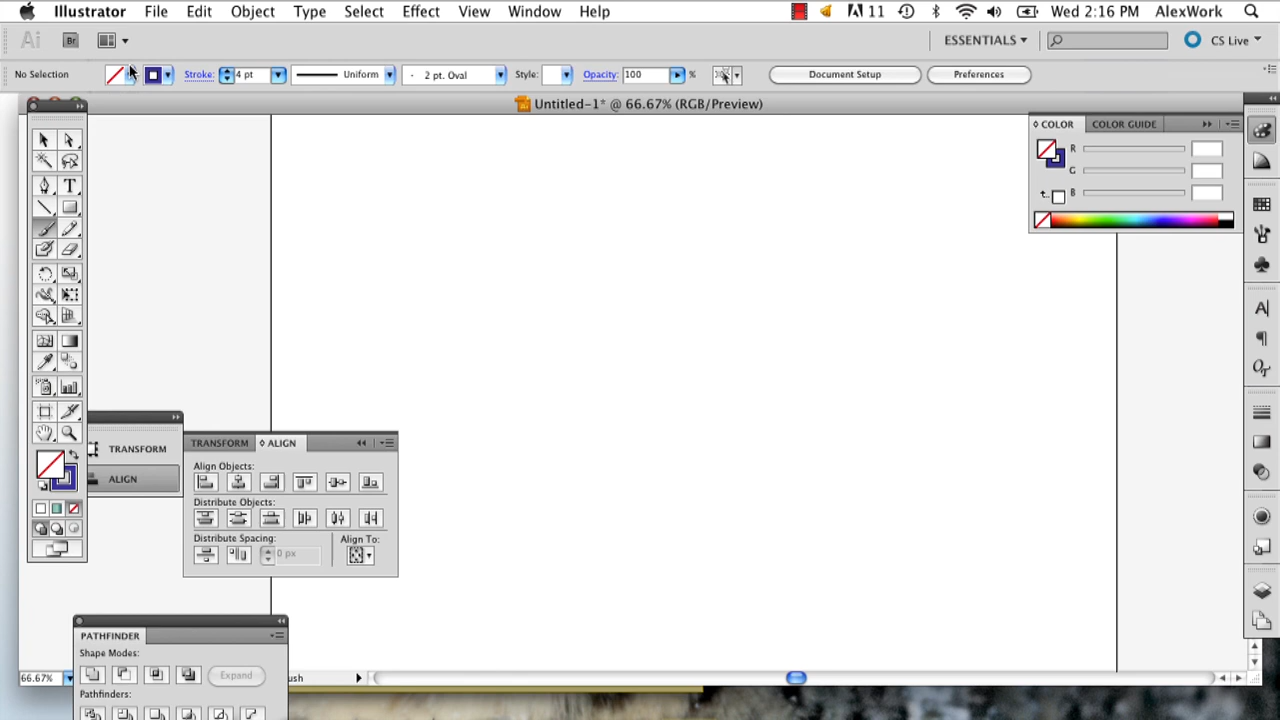 Illustrator File Edit Object Type Select Effect View Window Help 11 Wed 2:16 PM AlexWork
Ai Br ESSENTIALS CS Live
No Selection Stroke: 4 pt Uniform 2 pt. Oval Style: Opacity: 100 % Document Setup Preferences
Untitled-1* @ 66.67% (RGB/Preview)
COLOR COLOR GUIDE
R
G
B
TRANSFORM
ALIGN
TRANSFORM ALIGN
Align Objects:
Distribute Objects:
Distribute Spacing: Align To:
0 px
PATHFINDER
Shape Modes:
Expand
Pathfinders:
66.67% ush